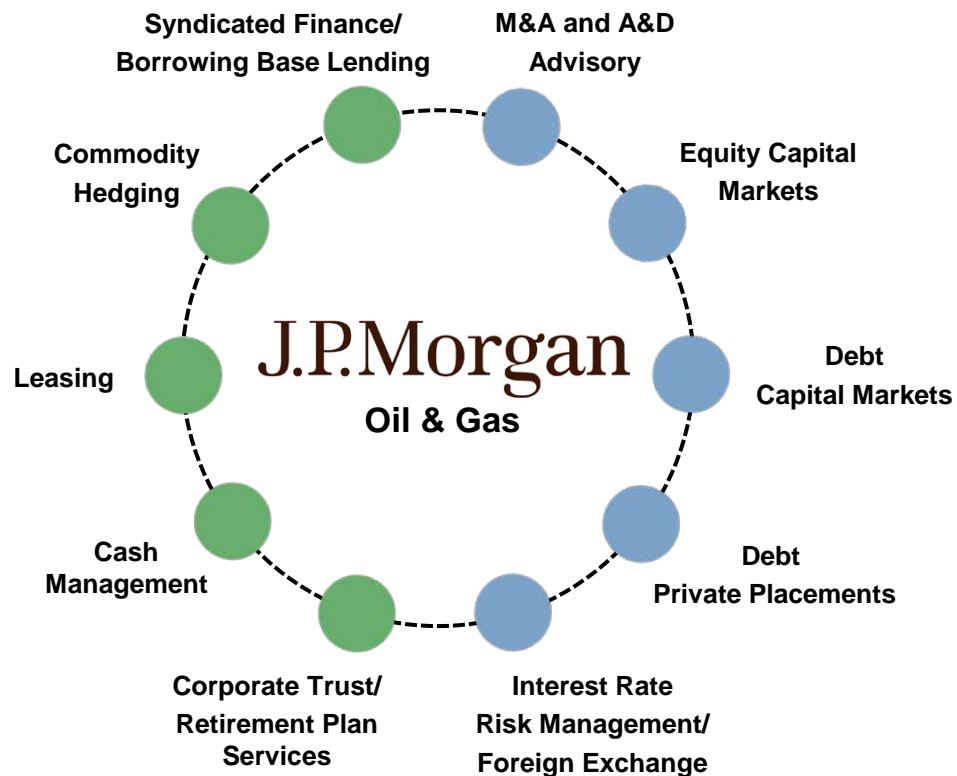 Syndicated Finance/
Borrowing Base Lending
M&A and A&D
Advisory
Commodity
Hedging
Equity Capital
Markets
J.P.Morgan
Oil & Gas
Leasing
Debt
Capital Markets
Cash
Management
Debt
Private Placements
Corporate Trust/
Retirement Plan
Services
Interest Rate
Risk Management/
Foreign Exchange